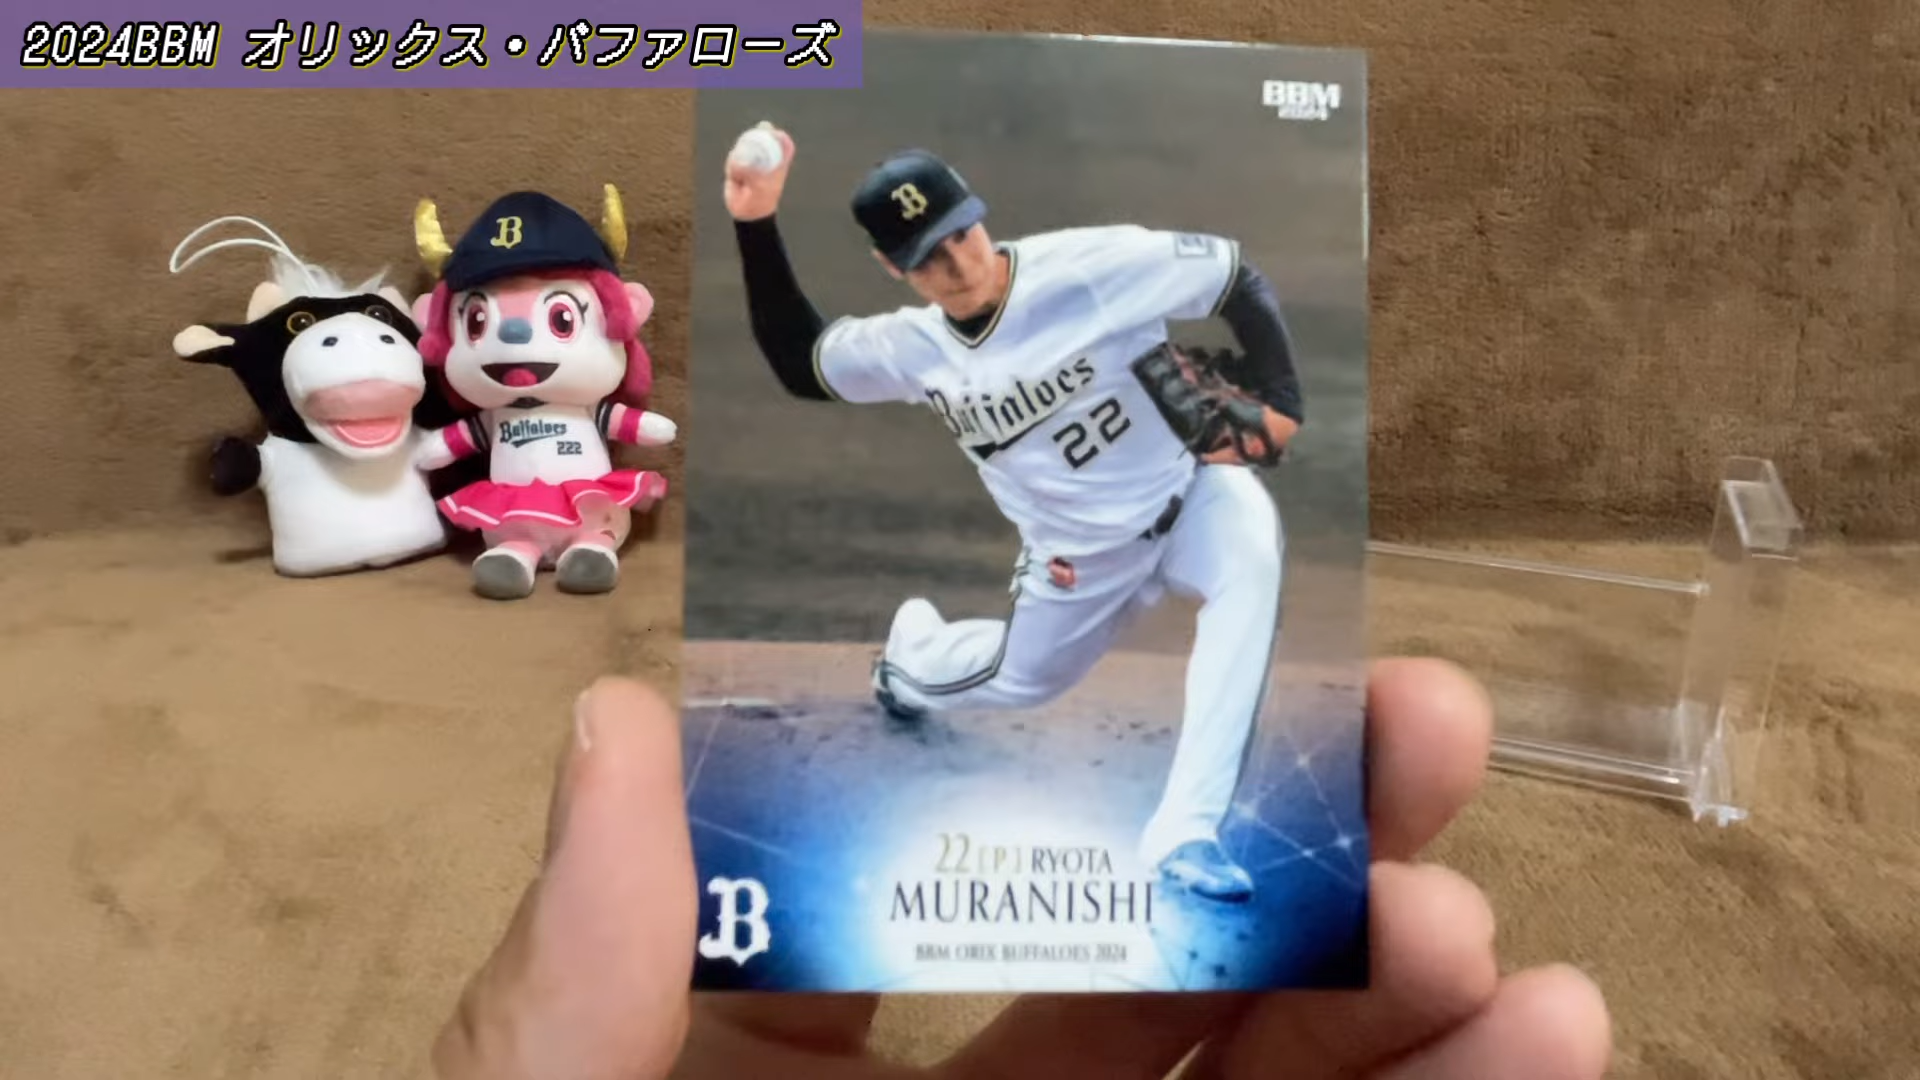 2024BBM オリックス・バファローズ
BBM
2024
B
B
Buffaloes
22
Buffaloes
222
22 [P] RYOTA
MURANISHI
B
BBM ORIX BUFFALOES 2024